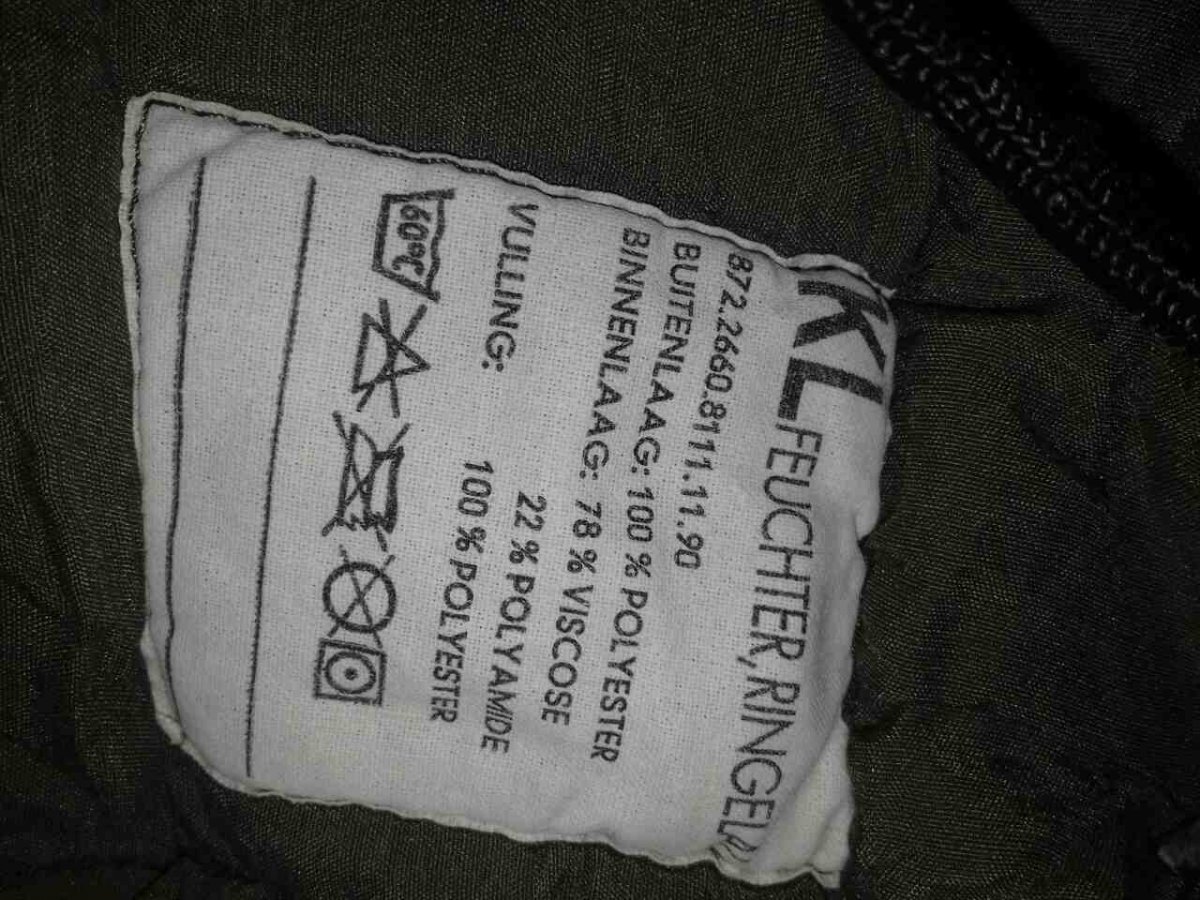 KL FEUCHTER, RINGELA
872.2660.8111.11.90
BUITENLAAG: 100 % POLYESTER
BINNENLAAG: 78 % VISCOSE
22 % POLYAMIDE
VULLING: 100 % POLYESTER
60°C